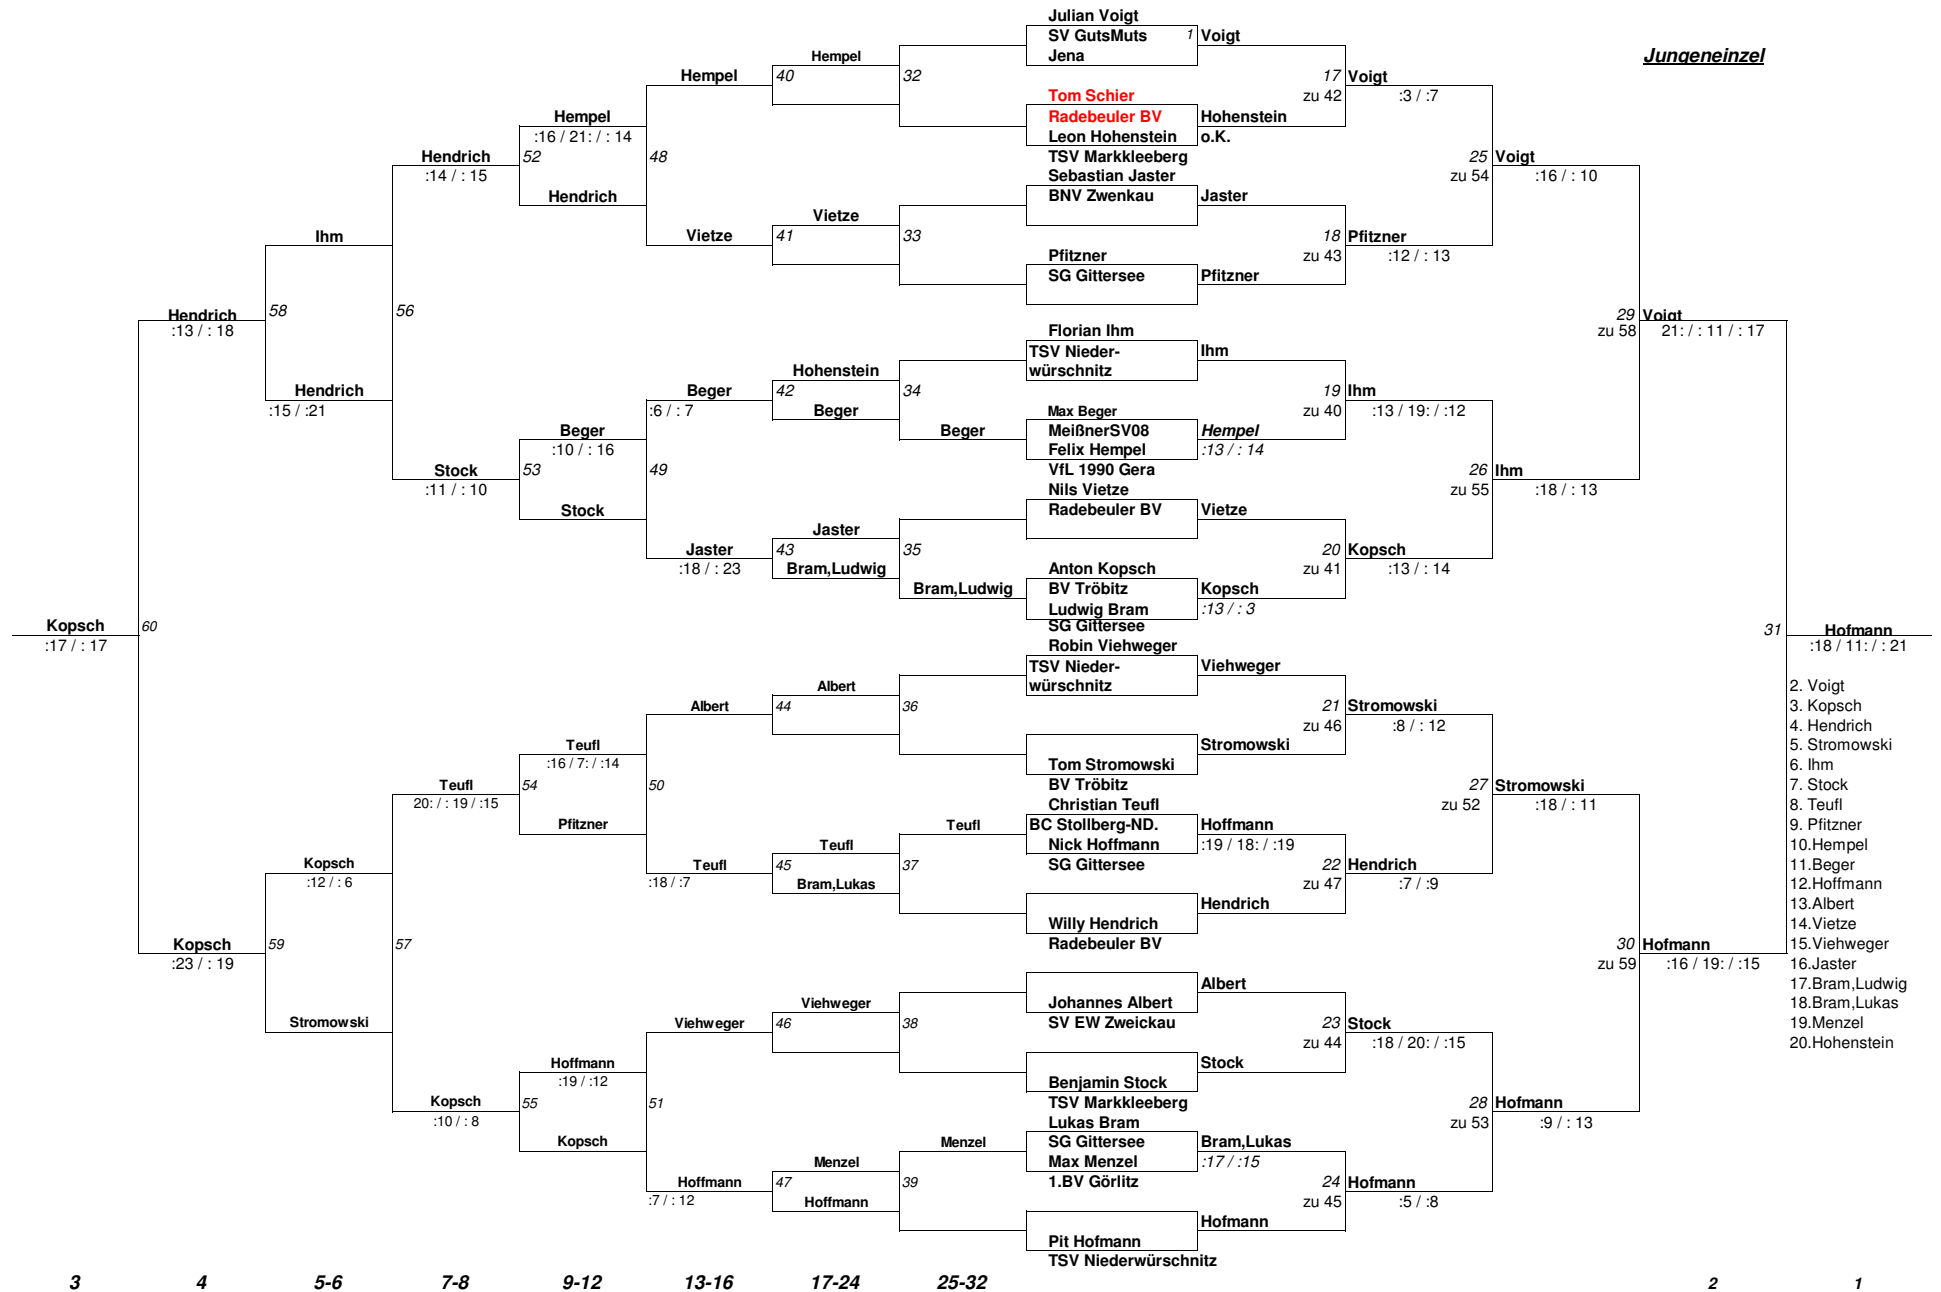 Julian Voigt
SV GutsMuts 1 Voigt
Jena
Jungeneinzel
Hempel
Hempel 40 32 17 Voigt
Tom Schier zu 42 :3 / :7
Hempel Radebeuler BV Hohenstein
:16 / 21: / : 14 Leon Hohenstein o.K.
Hendrich 52 48 TSV Markkleeberg 25 Voigt
:14 / : 15 Sebastian Jaster zu 54 :16 / : 10
Hendrich BNV Zwenkau Jaster
Vietze
Ihm Vietze 41 33 18 Pfitzner
Pfitzner zu 43 :12 / : 13
SG Gittersee Pfitzner
Hendrich 58 56 29 Voigt
:13 / : 18 Florian Ihm zu 58 21: / : 11 / : 17
TSV Nieder- Ihm
würschnitz
Hohenstein
Hendrich Beger 42 34 19 Ihm
:15 / :21 :6 / : 7 Beger Max Beger zu 40 :13 / 19: / :12
Beger Beger MeißnerSV08 Hempel
:10 / : 16 Felix Hempel :13 / : 14
Stock 53 49 VfL 1990 Gera 26 Ihm
:11 / : 10 Nils Vietze zu 55 :18 / : 13
Stock Radebeuler BV Vietze
Jaster
Jaster 43 35 20 Kopsch
:18 / : 23 Bram,Ludwig Anton Kopsch zu 41 :13 / : 14
Bram,Ludwig BV Tröbitz Kopsch
Ludwig Bram :13 / : 3
Kopsch 60 SG Gittersee 31 Hofmann
:17 / : 17 Robin Viehweger :18 / 11: / : 21
TSV Nieder- Viehweger
würschnitz
Albert 2. Voigt
Albert 44 36 21 Stromowski 3. Kopsch
zu 46 :8 / : 12 4. Hendrich
Teufl Stromowski 5. Stromowski
:16 / 7: / :14 Tom Stromowski 6. Ihm
Teufl 54 50 BV Tröbitz 27 Stromowski 7. Stock
20: / : 19 / :15 Christian Teufl zu 52 :18 / : 11 8. Teufl
Pfitzner Teufl BC Stollberg-ND. Hoffmann 9. Pfitzner
Teufl Nick Hoffmann :19 / 18: / :19 10.Hempel
Kopsch Teufl 45 37 SG Gittersee 22 Hendrich 11.Beger
:12 / : 6 :18 / :7 Bram,Lukas zu 47 :7 / :9 12.Hoffmann
Hendrich 13.Albert
Willy Hendrich 14.Vietze
Kopsch 59 57 Radebeuler BV 30 Hofmann 15.Viehweger
:23 / : 19 zu 59 :16 / 19: / :15 16.Jaster
Albert 17.Bram,Ludwig
Viehweger Johannes Albert 18.Bram,Lukas
Stromowski Viehweger 46 38 SV EW Zweickau 23 Stock 19.Menzel
zu 44 :18 / 20: / :15 20.Hohenstein
Hoffmann Stock
:19 / :12 Benjamin Stock
Kopsch 55 51 TSV Markkleeberg 28 Hofmann
:10 / : 8 Lukas Bram zu 53 :9 / : 13
Kopsch Menzel SG Gittersee Bram,Lukas
Menzel Max Menzel :17 / :15
Hoffmann 47 39 1.BV Görlitz 24 Hofmann
:7 / : 12 Hoffmann zu 45 :5 / :8
Hofmann
Pit Hofmann
TSV Niederwürschnitz
3 4 5-6 7-8 9-12 13-16 17-24 25-32 2 1